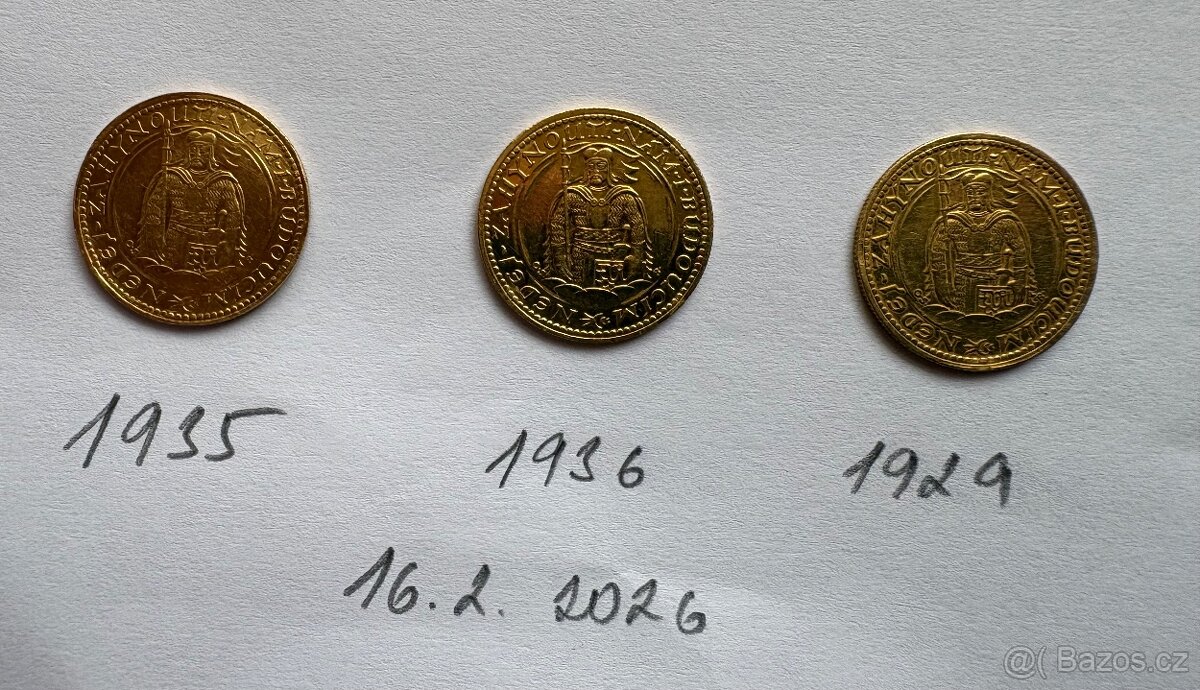 NEDEJ · ZAHYNOUTI · NÁM · I · BUDOUCÍM
NEDEJ · ZAHYNOUTI · NÁM · I · BUDOUCÍM
NEDEJ · ZAHYNOUTI · NÁM · I · BUDOUCÍM
1935 1936 1929
16. 2. 2026
@( Bazos.cz